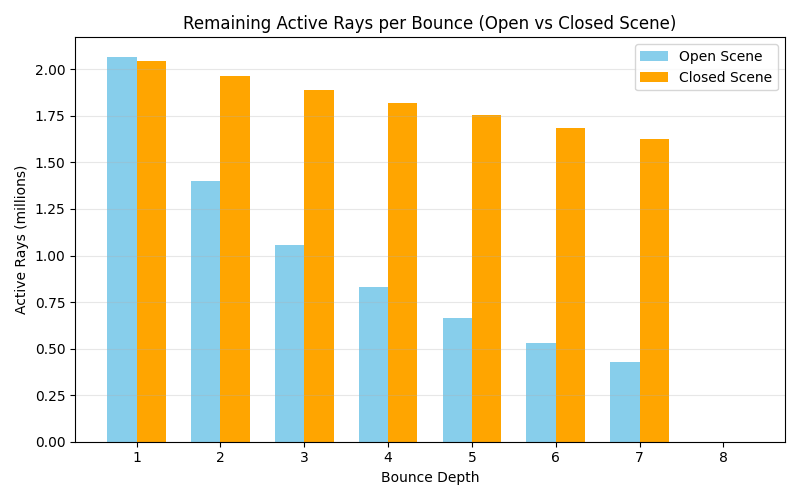 Remaining Active Rays per Bounce (Open vs Closed Scene)
Open Scene
Closed Scene
2.00
1.75
1.50
1.25
1.00
0.75
0.50
0.25
0.00
Active Rays (millions)
1 2 3 4 5 6 7 8
Bounce Depth